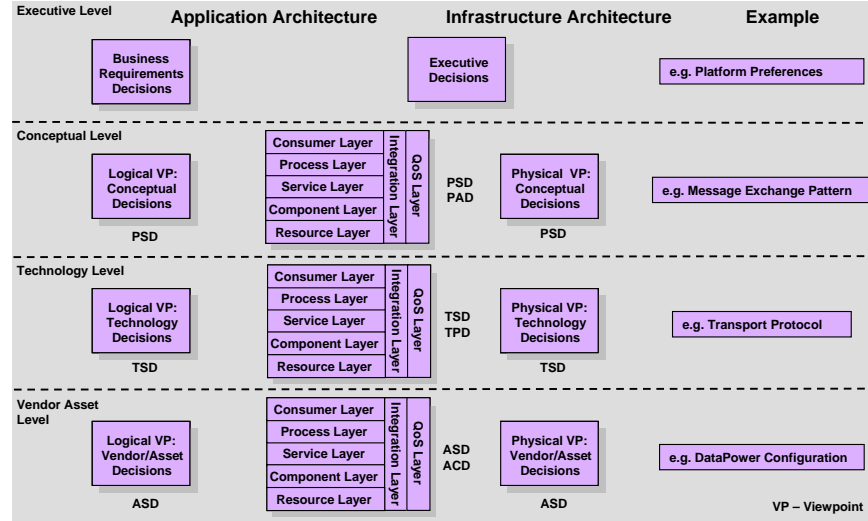 Executive Level
Application Architecture
Infrastructure Architecture
Example
Business
Requirements
Decisions
Executive
Decisions
e.g. Platform Preferences
Conceptual Level
Logical VP:
Conceptual
Decisions
PSD
Consumer Layer
Process Layer
Service Layer
Component Layer
Resource Layer
Integration Layer
QoS Layer
PSD
PAD
Physical VP:
Conceptual
Decisions
PSD
e.g. Message Exchange Pattern
Technology Level
Logical VP:
Technology
Decisions
TSD
Consumer Layer
Process Layer
Service Layer
Component Layer
Resource Layer
Integration Layer
QoS Layer
TSD
TPD
Physical VP:
Technology
Decisions
TSD
e.g. Transport Protocol
Vendor Asset
Level
Logical VP:
Vendor/Asset
Decisions
ASD
Consumer Layer
Process Layer
Service Layer
Component Layer
Resource Layer
Integration Layer
QoS Layer
ASD
ACD
Physical VP:
Vendor/Asset
Decisions
ASD
e.g. DataPower Configuration
VP – Viewpoint